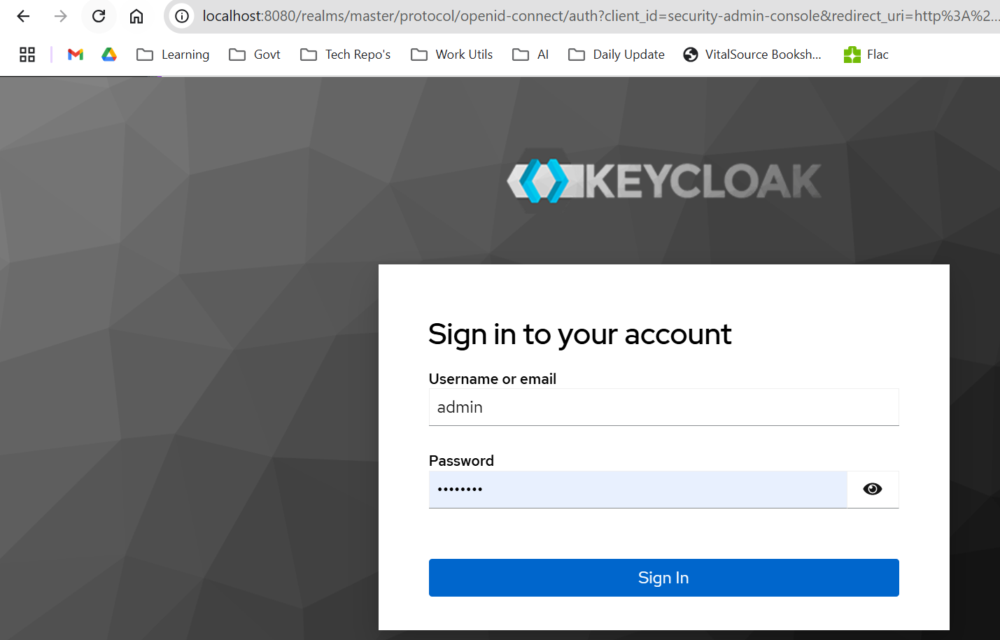 localhost:8080/realms/master/protocol/openid-connect/auth?client_id=security-admin-console&redirect_uri=http%3A%2...
Learning Govt Tech Repo's Work Utils AI Daily Update VitalSource Booksh... Flac
KEYCLOAK
Sign in to your account
Username or email
admin
Password
••••••••
Sign In